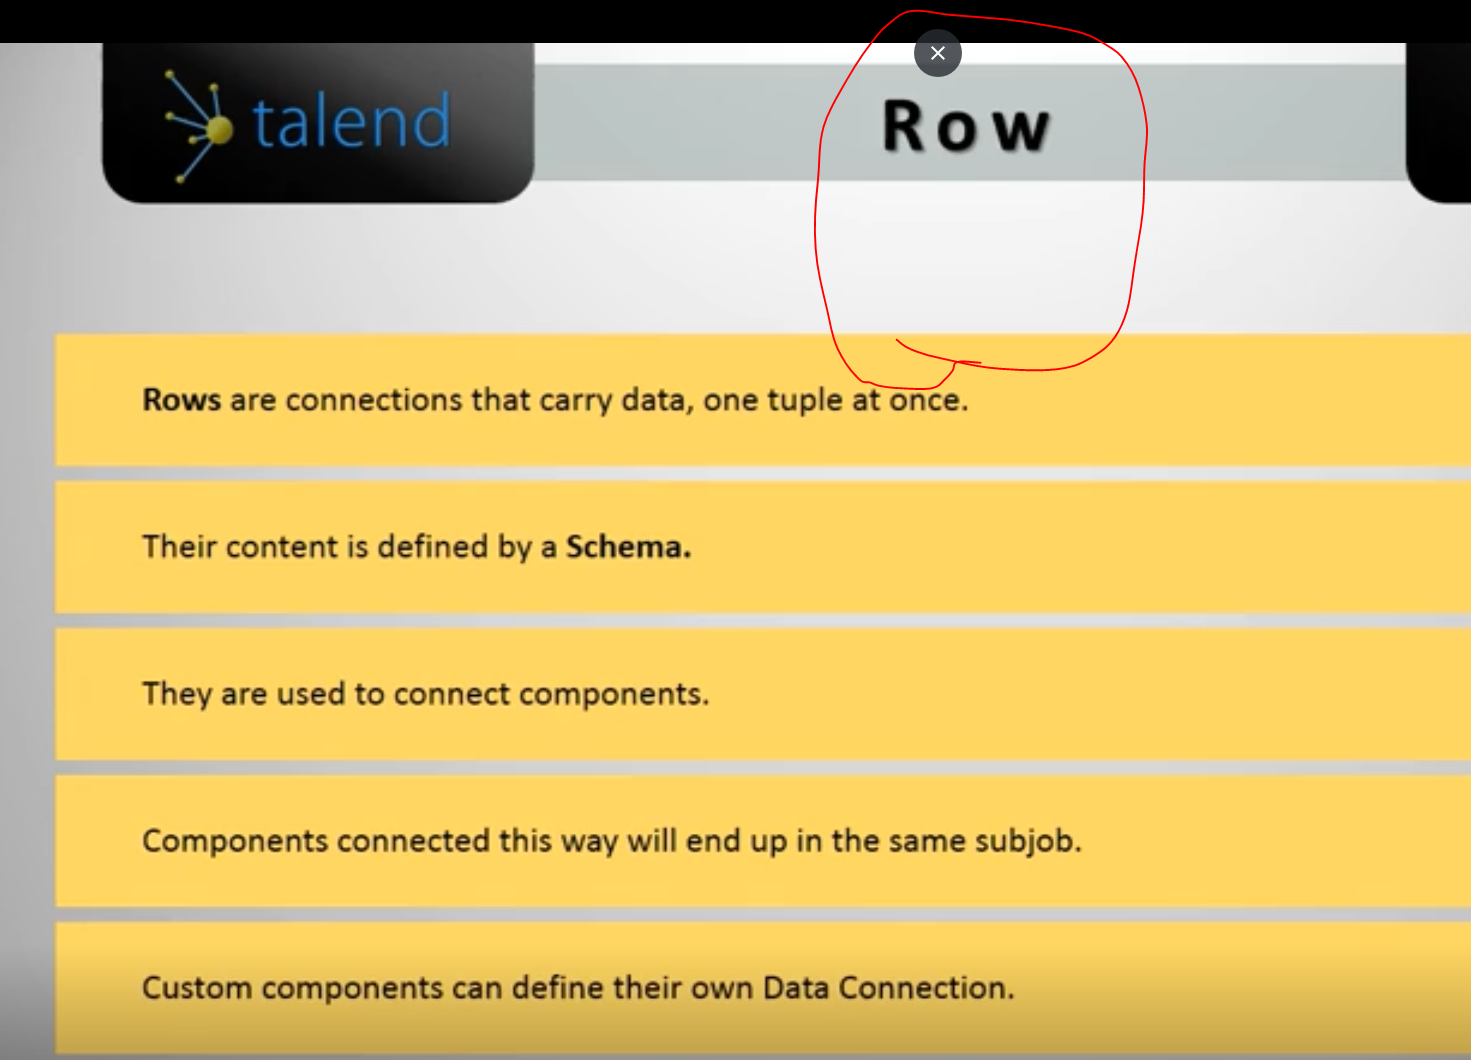 talend
Row
Rows are connections that carry data, one tuple at once.
Their content is defined by a Schema.
They are used to connect components.
Components connected this way will end up in the same subjob.
Custom components can define their own Data Connection.